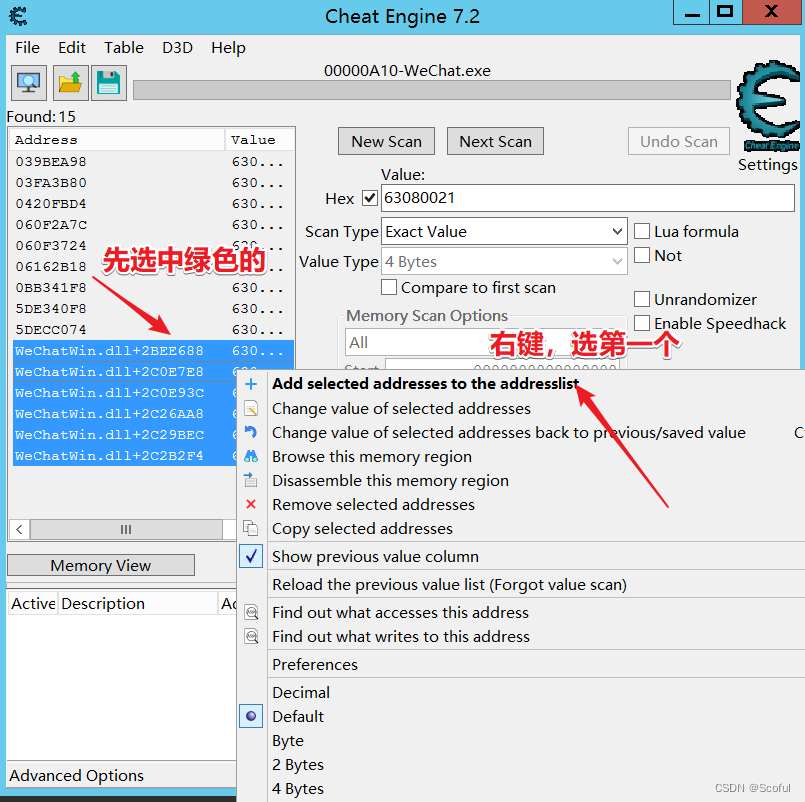 Cheat Engine 7.2
File Edit Table D3D Help
00000A10-WeChat.exe
Found: 15
Address Value
039BEA98 630...
03FA3B80 630...
0420FBD4 630...
060F2A7C 630...
060F3724
06162B18
0BB341F8 630...
5DE340F8 630...
5DECC074 630...
WeChatWin.dll+2BEE688 630...
WeChatWin.dll+2C0E7E8
WeChatWin.dll+2C0E93C
WeChatWin.dll+2C26AA8
WeChatWin.dll+2C29BEC
WeChatWin.dll+2C2B2F4
先选中绿色的
New Scan Next Scan Undo Scan
Cheat Engine
Settings
Value:
Hex 63080021
Scan Type Exact Value
Lua formula
Not
Value Type 4 Bytes
Compare to first scan
Unrandomizer
Enable Speedhack
Memory Scan Options
All
右键，选第一个
Add selected addresses to the addresslist
Change value of selected addresses
Change value of selected addresses back to previous/saved value
Browse this memory region
Disassemble this memory region
Remove selected addresses
Copy selected addresses
Show previous value column
Reload the previous value list (Forgot value scan)
Find out what accesses this address
Find out what writes to this address
Preferences
Decimal
Default
Byte
2 Bytes
4 Bytes
Memory View
Active Description
Advanced Options
CSDN @Scoful